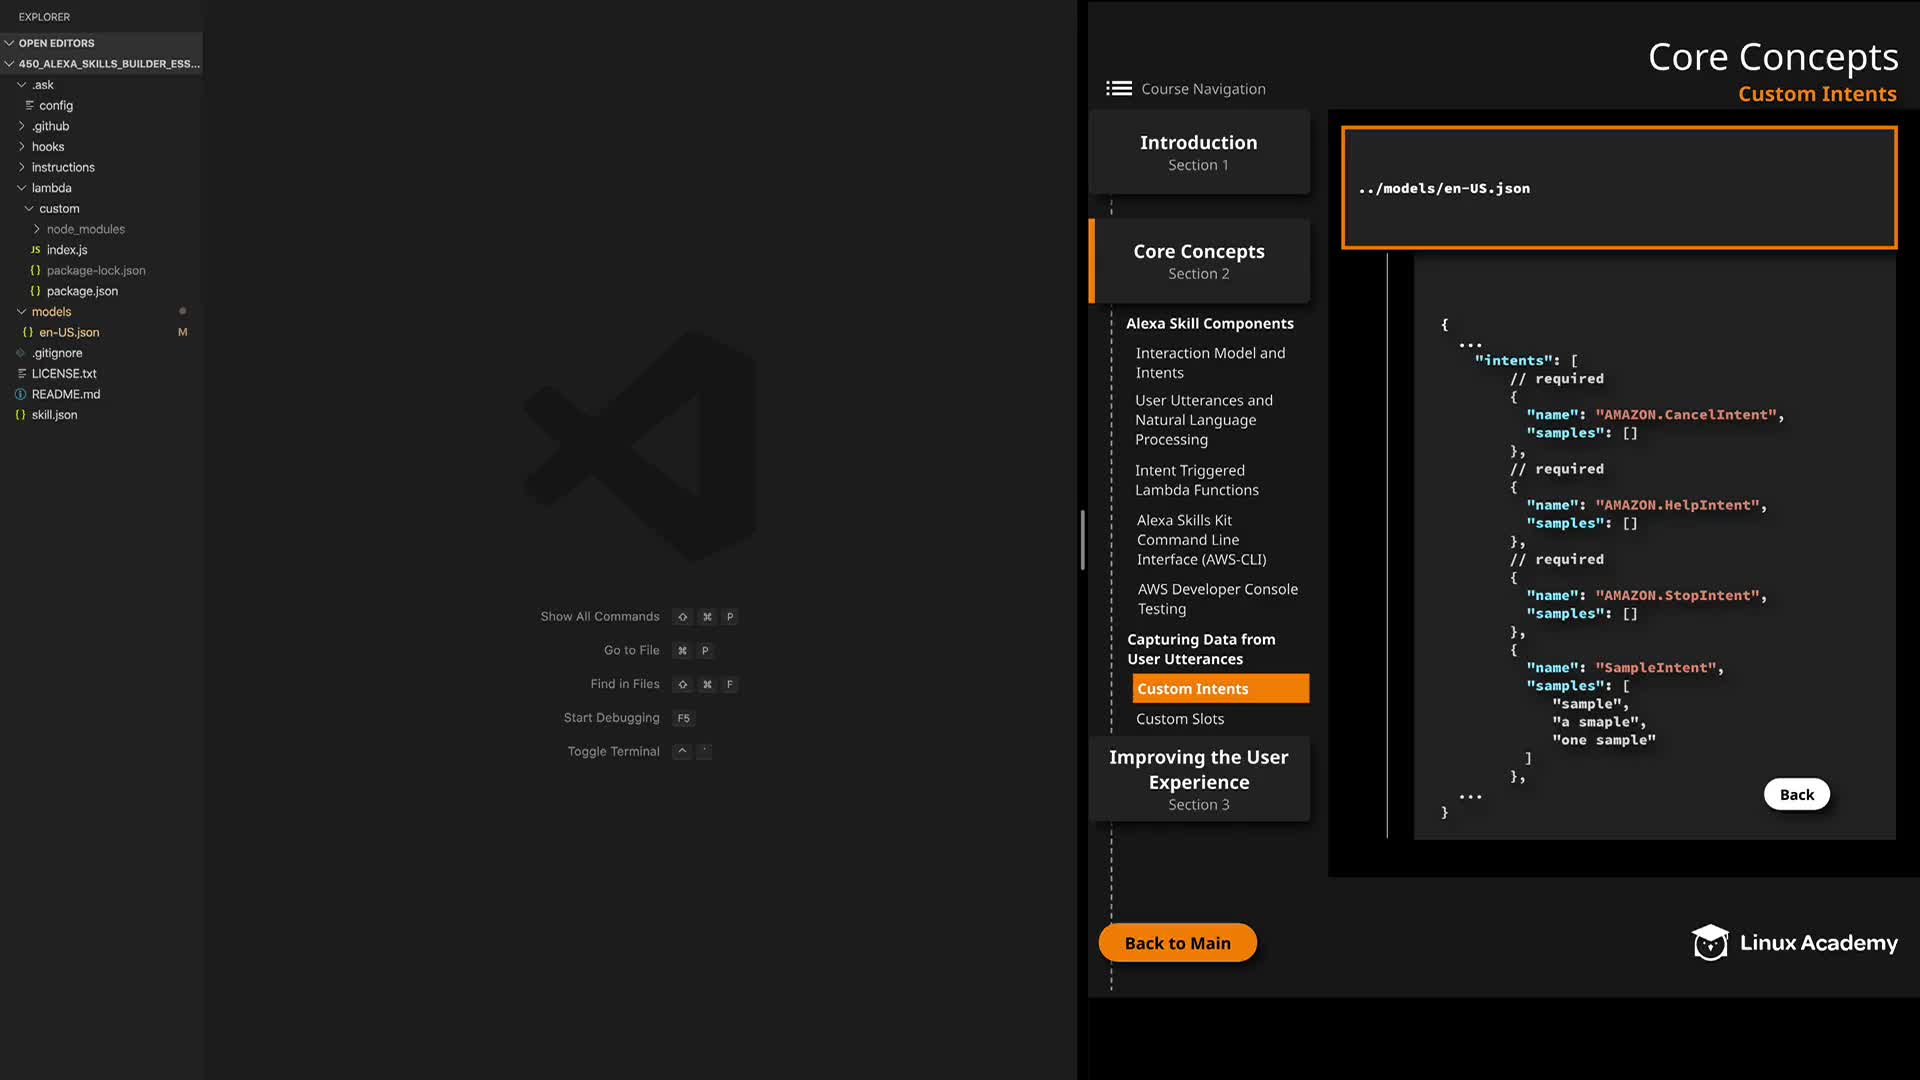 EXPLORER
OPEN EDITORS
450_ALEXA_SKILLS_BUILDER_ESS...
.ask
config
.github
hooks
instructions
lambda
custom
node_modules
JS index.js
{} package-lock.json
{} package.json
models
{} en-US.json M
.gitignore
LICENSE.txt
README.md
{} skill.json
Show All Commands ⇧ ⌘ P
Go to File ⌘ P
Find in Files ⇧ ⌘ F
Start Debugging F5
Toggle Terminal ^ `
Core Concepts
Custom Intents
Course Navigation
Introduction
Section 1
Core Concepts
Section 2
Alexa Skill Components
Interaction Model and
Intents
User Utterances and
Natural Language
Processing
Intent Triggered
Lambda Functions
Alexa Skills Kit
Command Line
Interface (AWS-CLI)
AWS Developer Console
Testing
Capturing Data from
User Utterances
Custom Intents
Custom Slots
Improving the User
Experience
Section 3
Back to Main
../models/en-US.json
{
...
"intents": [
// required
{
"name": "AMAZON.CancelIntent",
"samples": []
},
// required
{
"name": "AMAZON.HelpIntent",
"samples": []
},
// required
{
"name": "AMAZON.StopIntent",
"samples": []
},
{
"name": "SampleIntent",
"samples": [
"sample",
"a smaple",
"one sample"
]
},
...
}
Back
Linux Academy